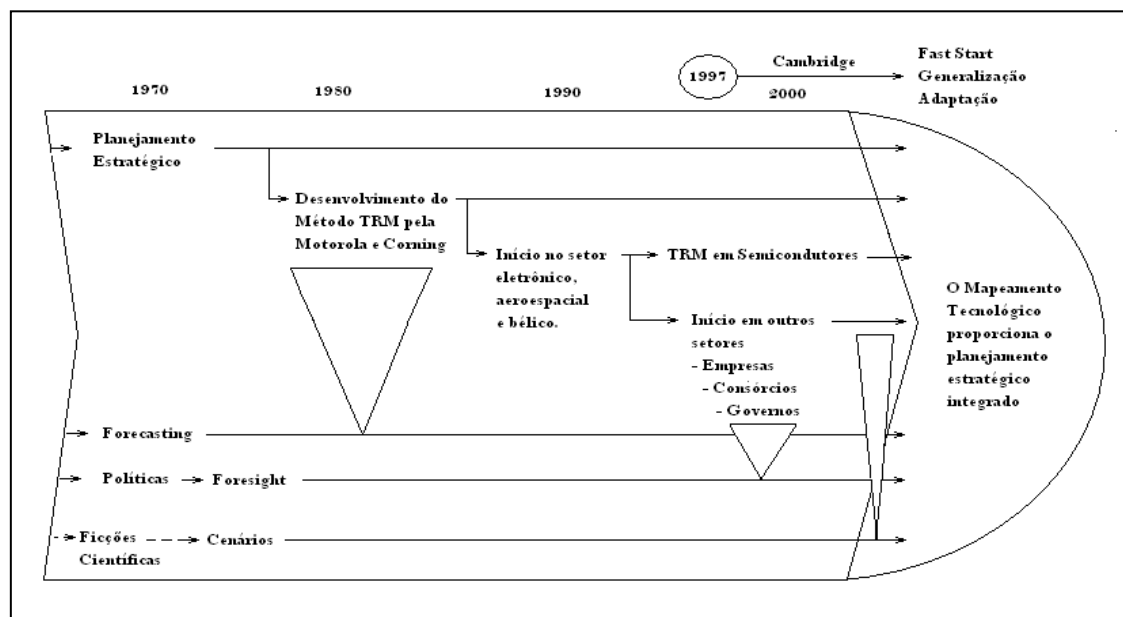 1997
Cambridge
Fast Start
Generalização
Adaptação
1970
1980
1990
2000
Planejamento
Estratégico
Desenvolvimento do
Método TRM pela
Motorola e Corning
Início no setor
eletrônico,
aeroespacial
e bélico.
TRM em Semicondutores
Início em outros
setores
- Empresas
- Consórcios
- Governos
O Mapeamento
Tecnológico
proporciona o
planejamento
estratégico
integrado
Forecasting
Políticas
Foresight
Ficções
Científicas
Cenários